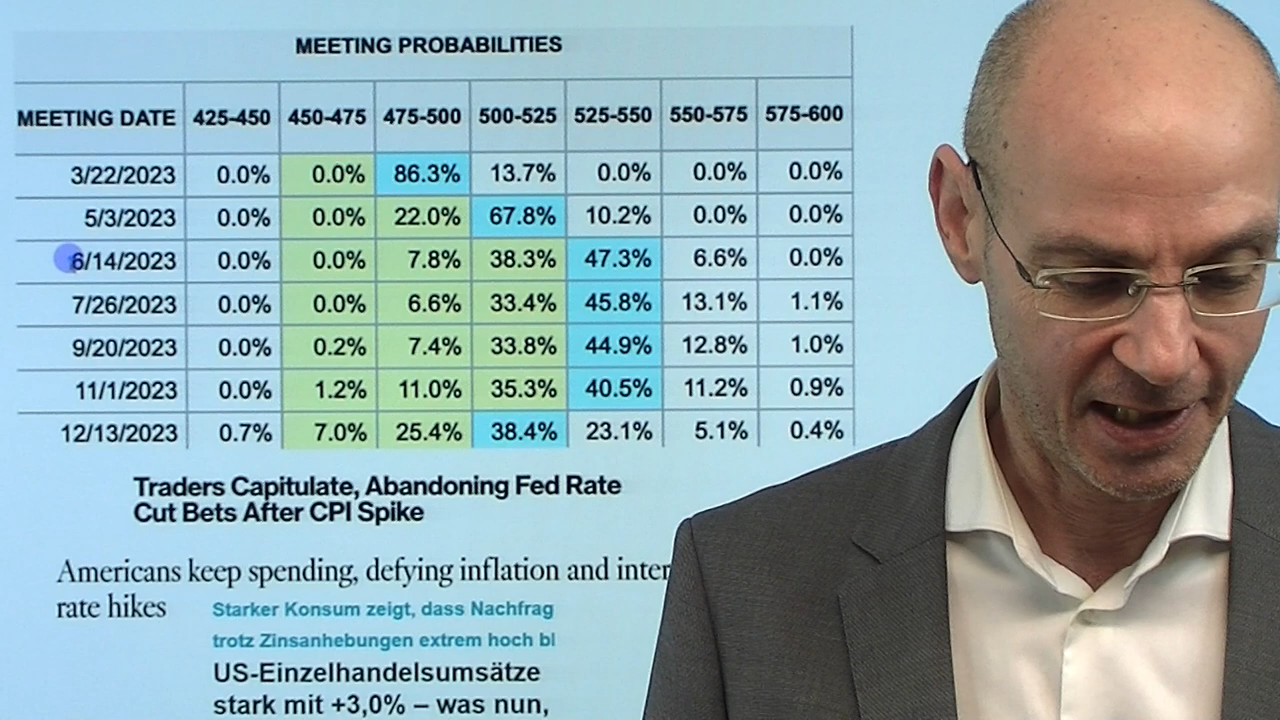 MEETING PROBABILITIES
MEETING DATE 425-450 450-475 475-500 500-525 525-550 550-575 575-600
3/22/2023 0.0% 0.0% 86.3% 13.7% 0.0% 0.0% 0.0%
5/3/2023 0.0% 0.0% 22.0% 67.8% 10.2% 0.0% 0.0%
6/14/2023 0.0% 0.0% 7.8% 38.3% 47.3% 6.6% 0.0%
7/26/2023 0.0% 0.0% 6.6% 33.4% 45.8% 13.1% 1.1%
9/20/2023 0.0% 0.2% 7.4% 33.8% 44.9% 12.8% 1.0%
11/1/2023 0.0% 1.2% 11.0% 35.3% 40.5% 11.2% 0.9%
12/13/2023 0.7% 7.0% 25.4% 38.4% 23.1% 5.1% 0.4%
Traders Capitulate, Abandoning Fed Rate
Cut Bets After CPI Spike
Americans keep spending, defying inflation and inter
rate hikes
Starker Konsum zeigt, dass Nachfrag
trotz Zinsanhebungen extrem hoch bl
US-Einzelhandelsumsätze
stark mit +3,0% – was nun,